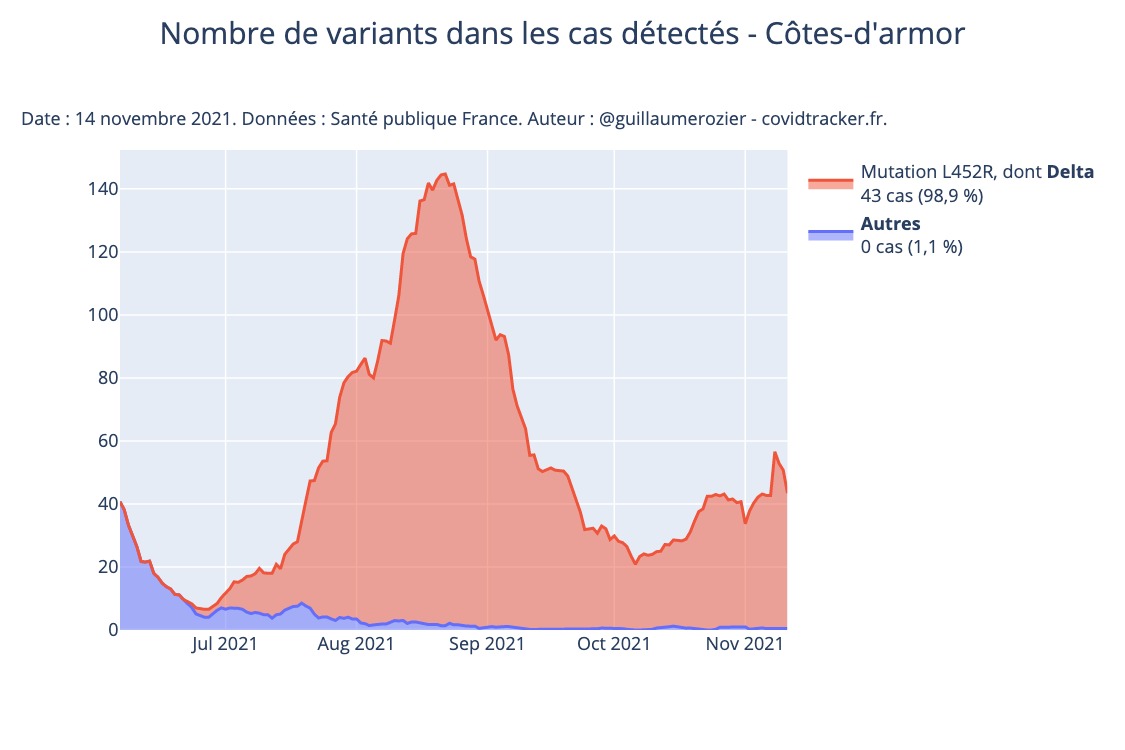 Nombre de variants dans les cas détectés - Côtes-d'armor
Date : 14 novembre 2021. Données : Santé publique France. Auteur : @guillaumerozier - covidtracker.fr.
Mutation L452R, dont Delta
43 cas (98,9 %)
Autres
0 cas (1,1 %)
140
120
100
80
60
40
20
0
Jul 2021
Aug 2021
Sep 2021
Oct 2021
Nov 2021